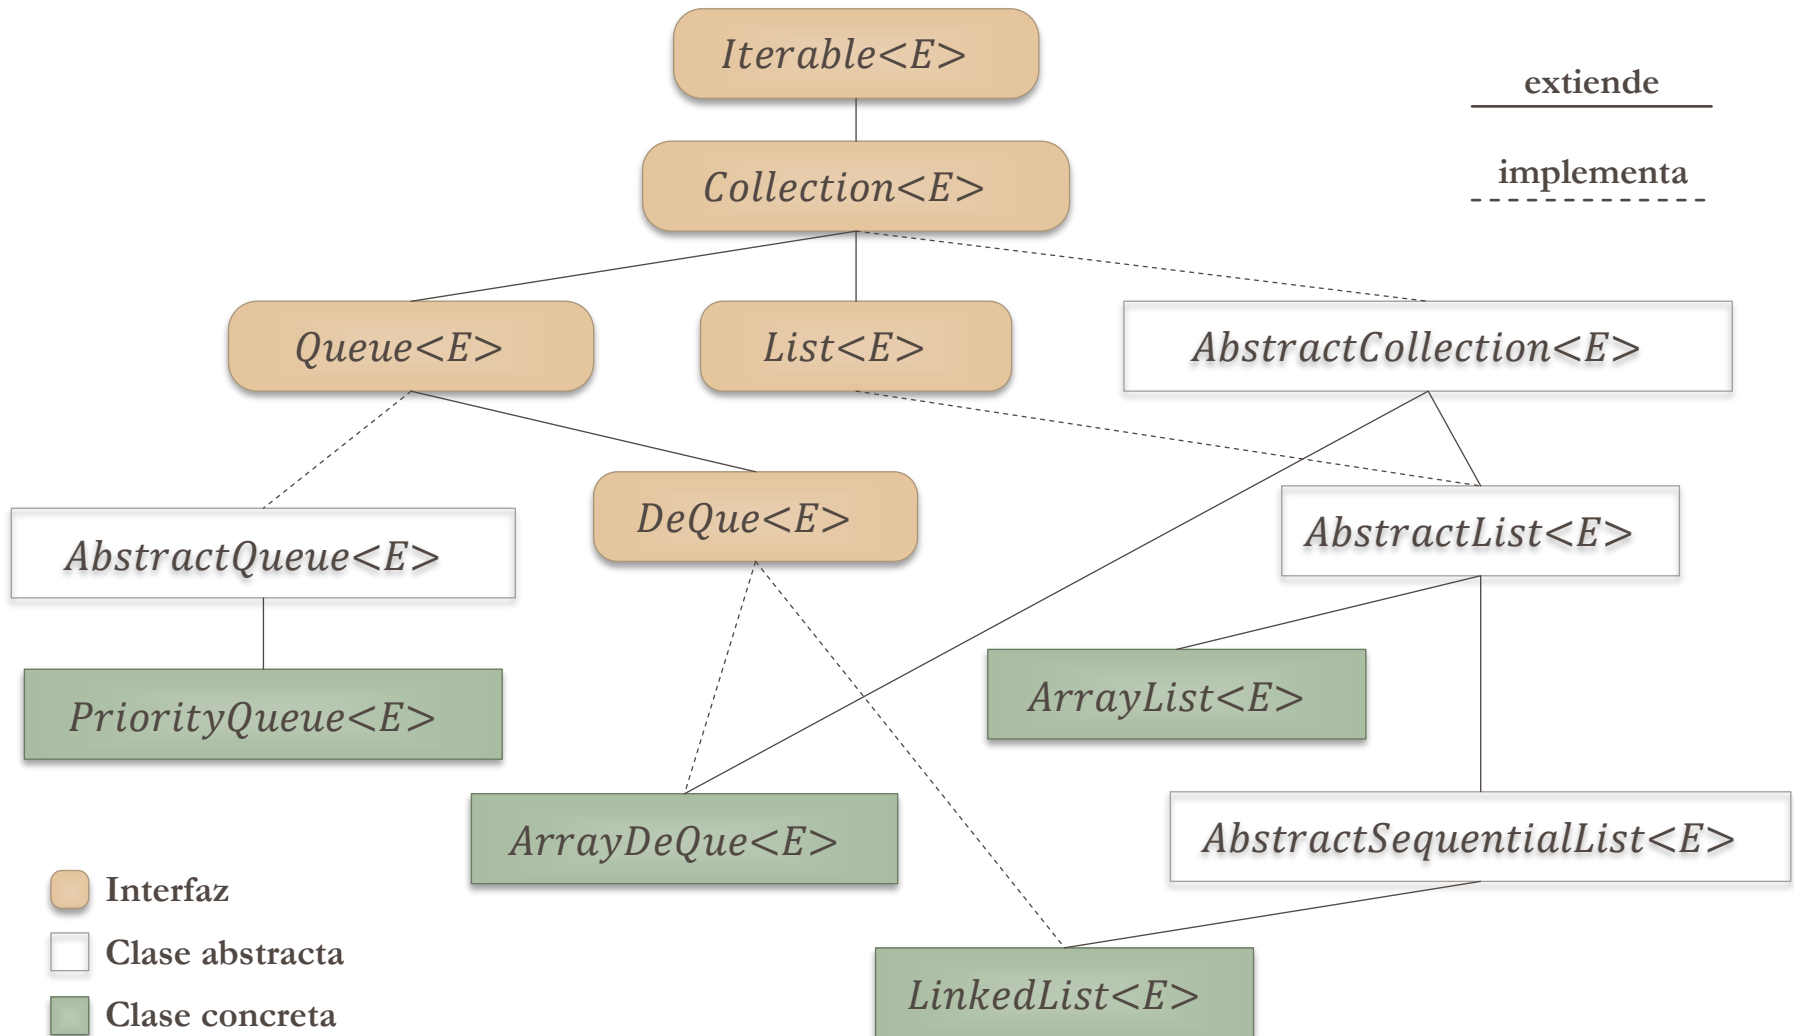 Iterable<E>
extiende
Collection<E>
implementa
Queue<E>
List<E>
AbstractCollection<E>
DeQue<E>
AbstractList<E>
AbstractQueue<E>
ArrayList<E>
PriorityQueue<E>
ArrayDeQue<E>
AbstractSequentialList<E>
Interfaz
Clase abstracta
LinkedList<E>
Clase concreta